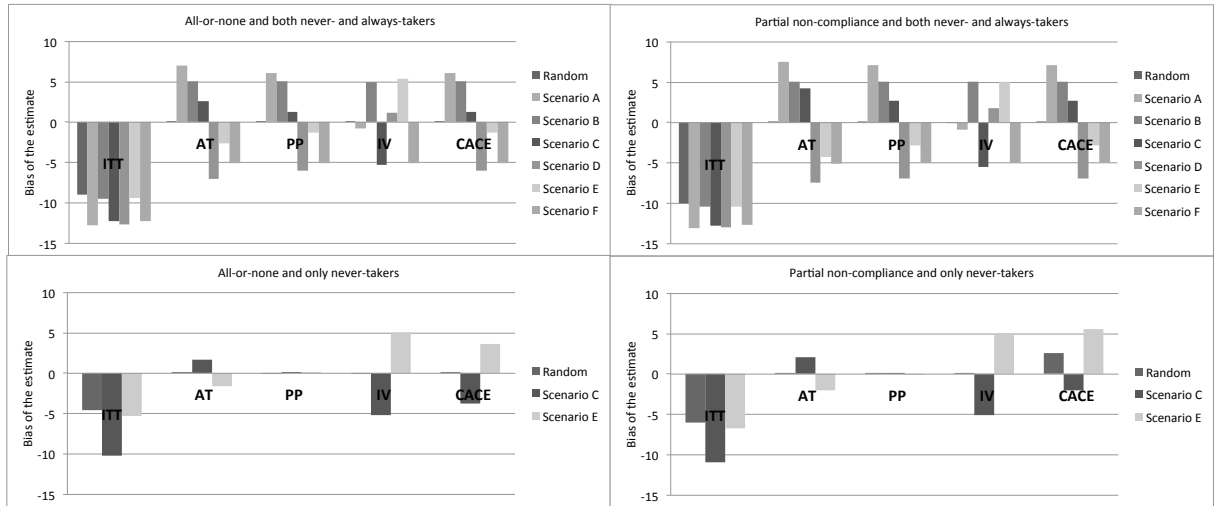 All-or-none and both never- and always-takers
Bias of the estimate
10
5
0
-5
-10
-15
ITT
AT
PP
IV
CACE
Random
Scenario A
Scenario B
Scenario C
Scenario D
Scenario E
Scenario F
Partial non-compliance and both never- and always-takers
Bias of the estimate
10
5
0
-5
-10
-15
ITT
AT
PP
IV
CACE
Random
Scenario A
Scenario B
Scenario C
Scenario D
Scenario E
Scenario F
All-or-none and only never-takers
Bias of the estimate
10
5
0
-5
-10
-15
ITT
AT
PP
IV
CACE
Random
Scenario C
Scenario E
Partial non-compliance and only never-takers
Bias of the estimate
10
5
0
-5
-10
-15
ITT
AT
PP
IV
CACE
Random
Scenario C
Scenario E